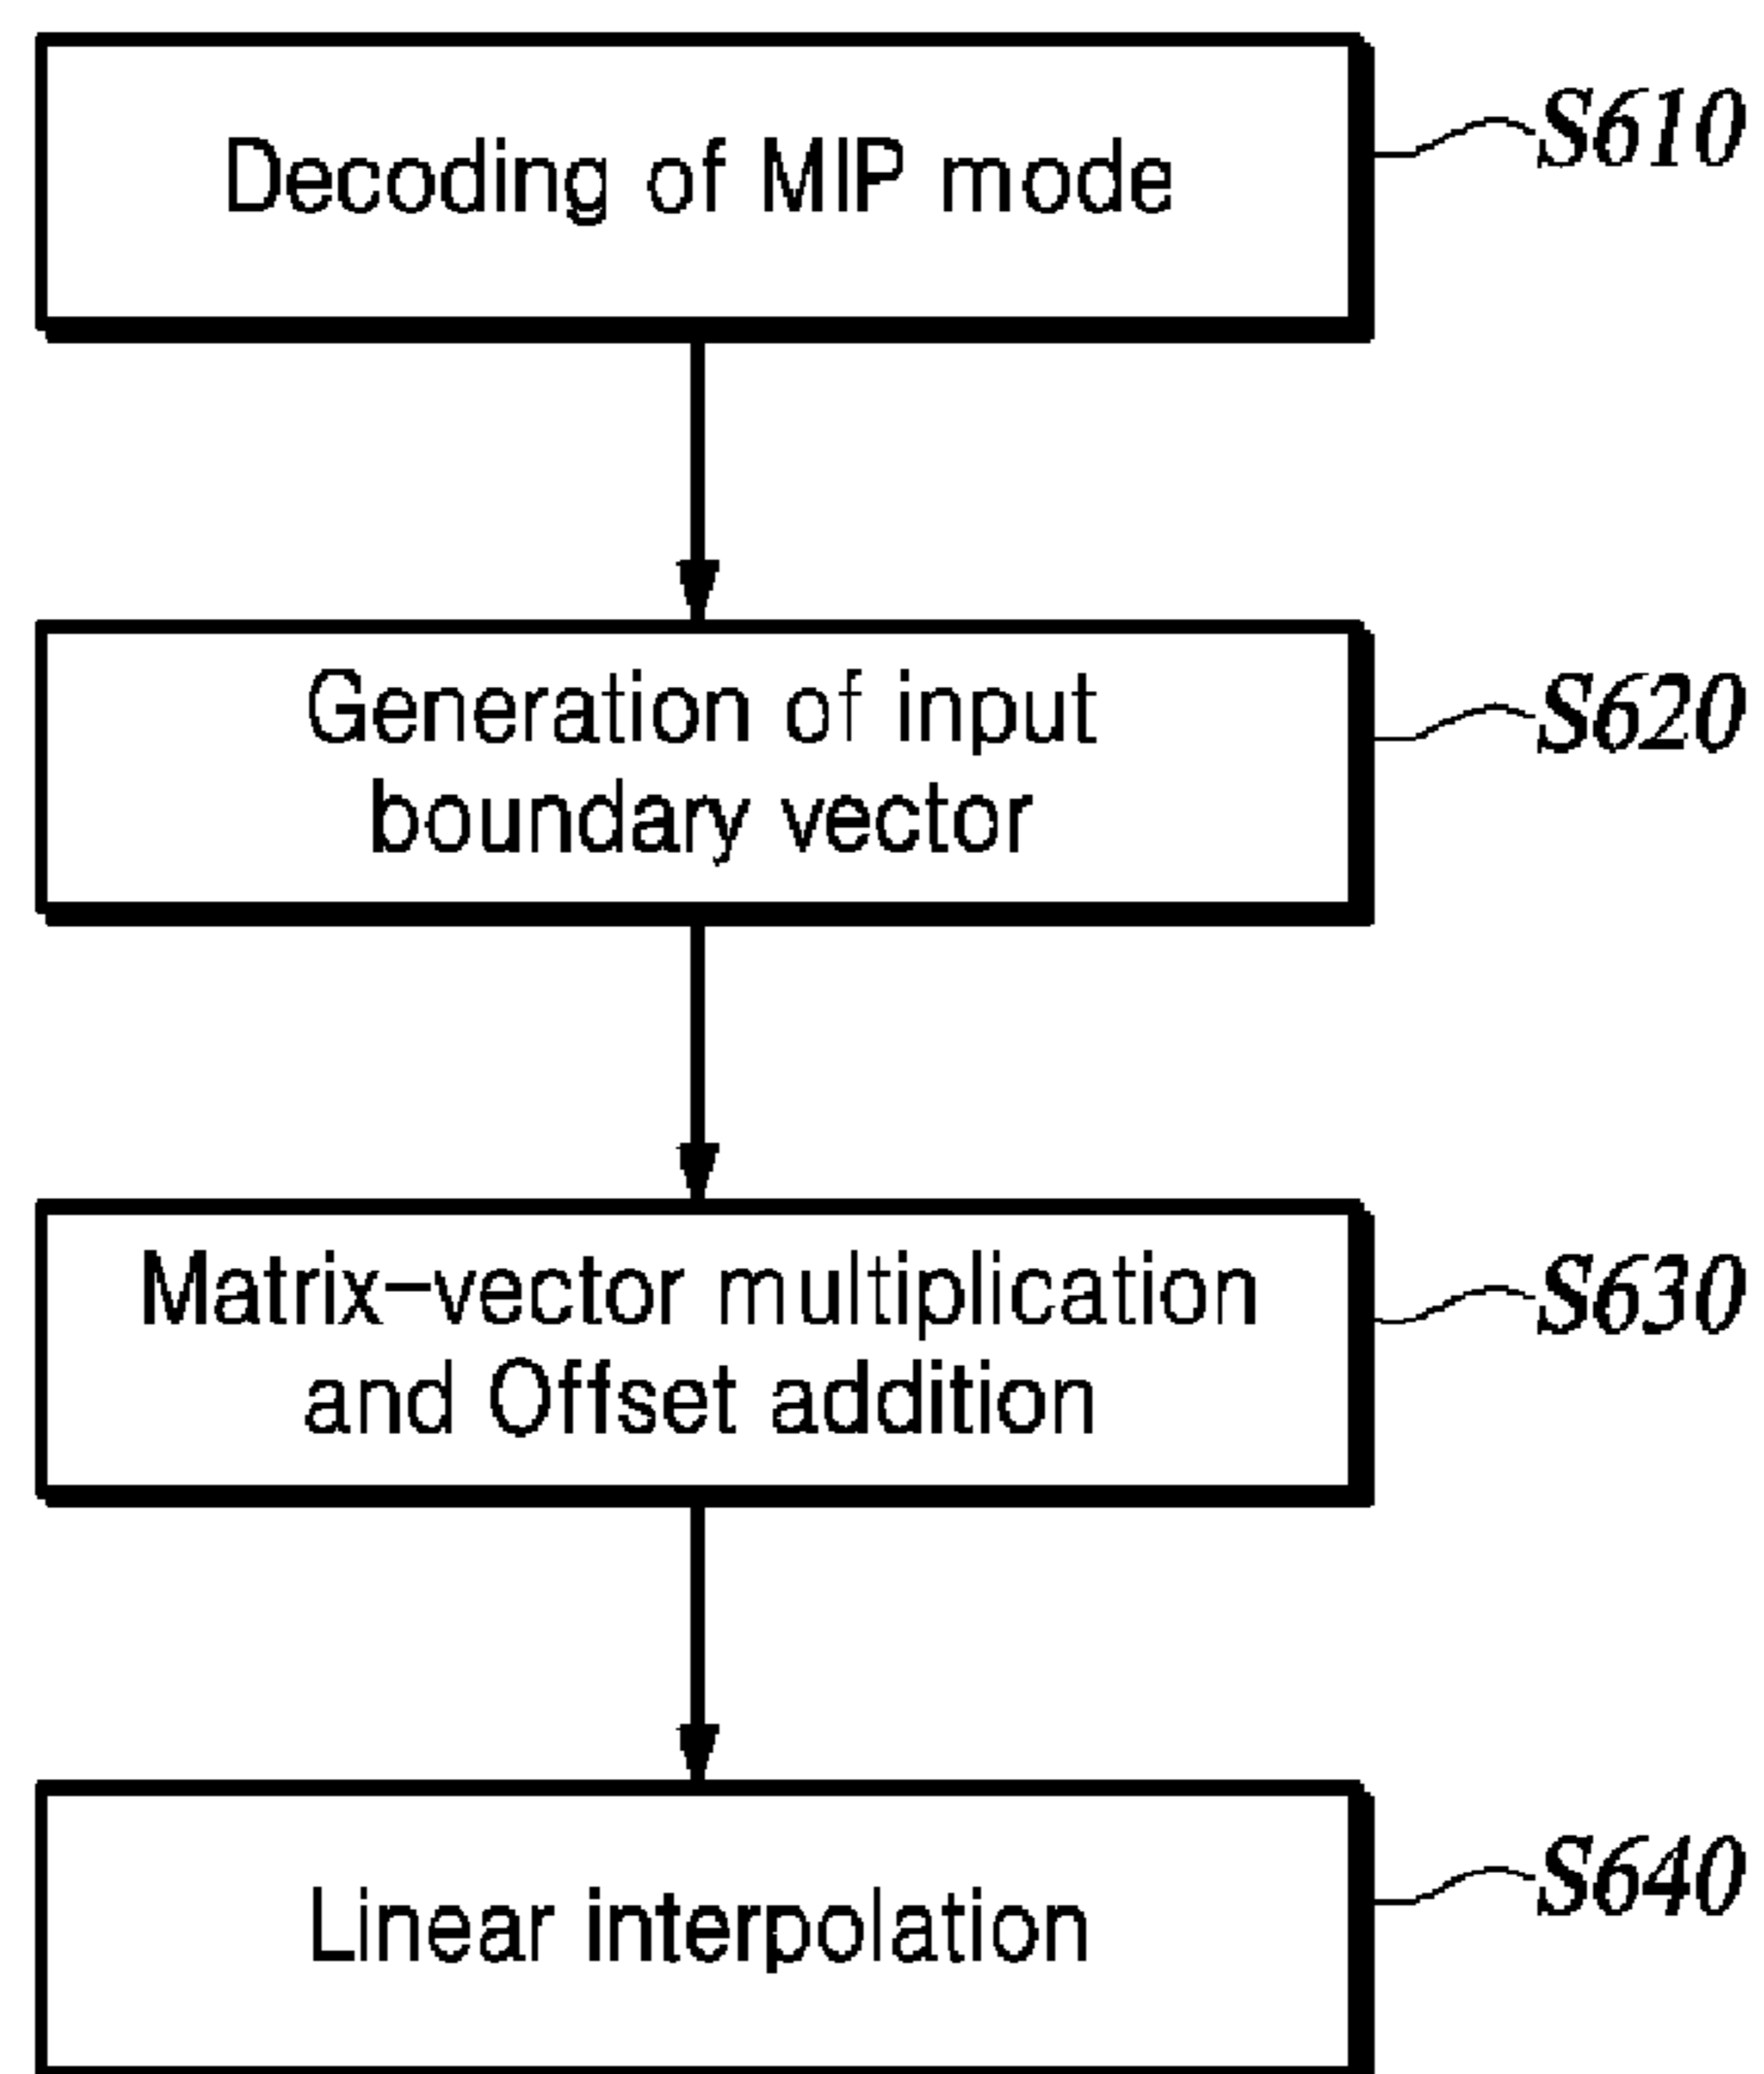 Decoding of MIP mode
S610
Generation of input
boundary vector
S620
Matrix-vector multiplication
and Offset addition
S630
Linear interpolation
S640